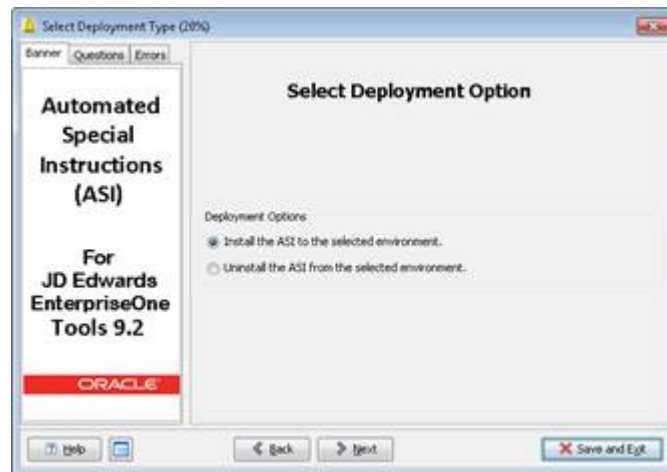 Select Deployment Type (20%)
Banner Questions Errors
Automated
Special
Instructions
(ASI)
For
JD Edwards
EnterpriseOne
Tools 9.2
ORACLE
Select Deployment Option
Deployment Options
Install the ASI to the selected environment.
Uninstall the ASI from the selected environment.
Help
Back
Next
Save and Exit